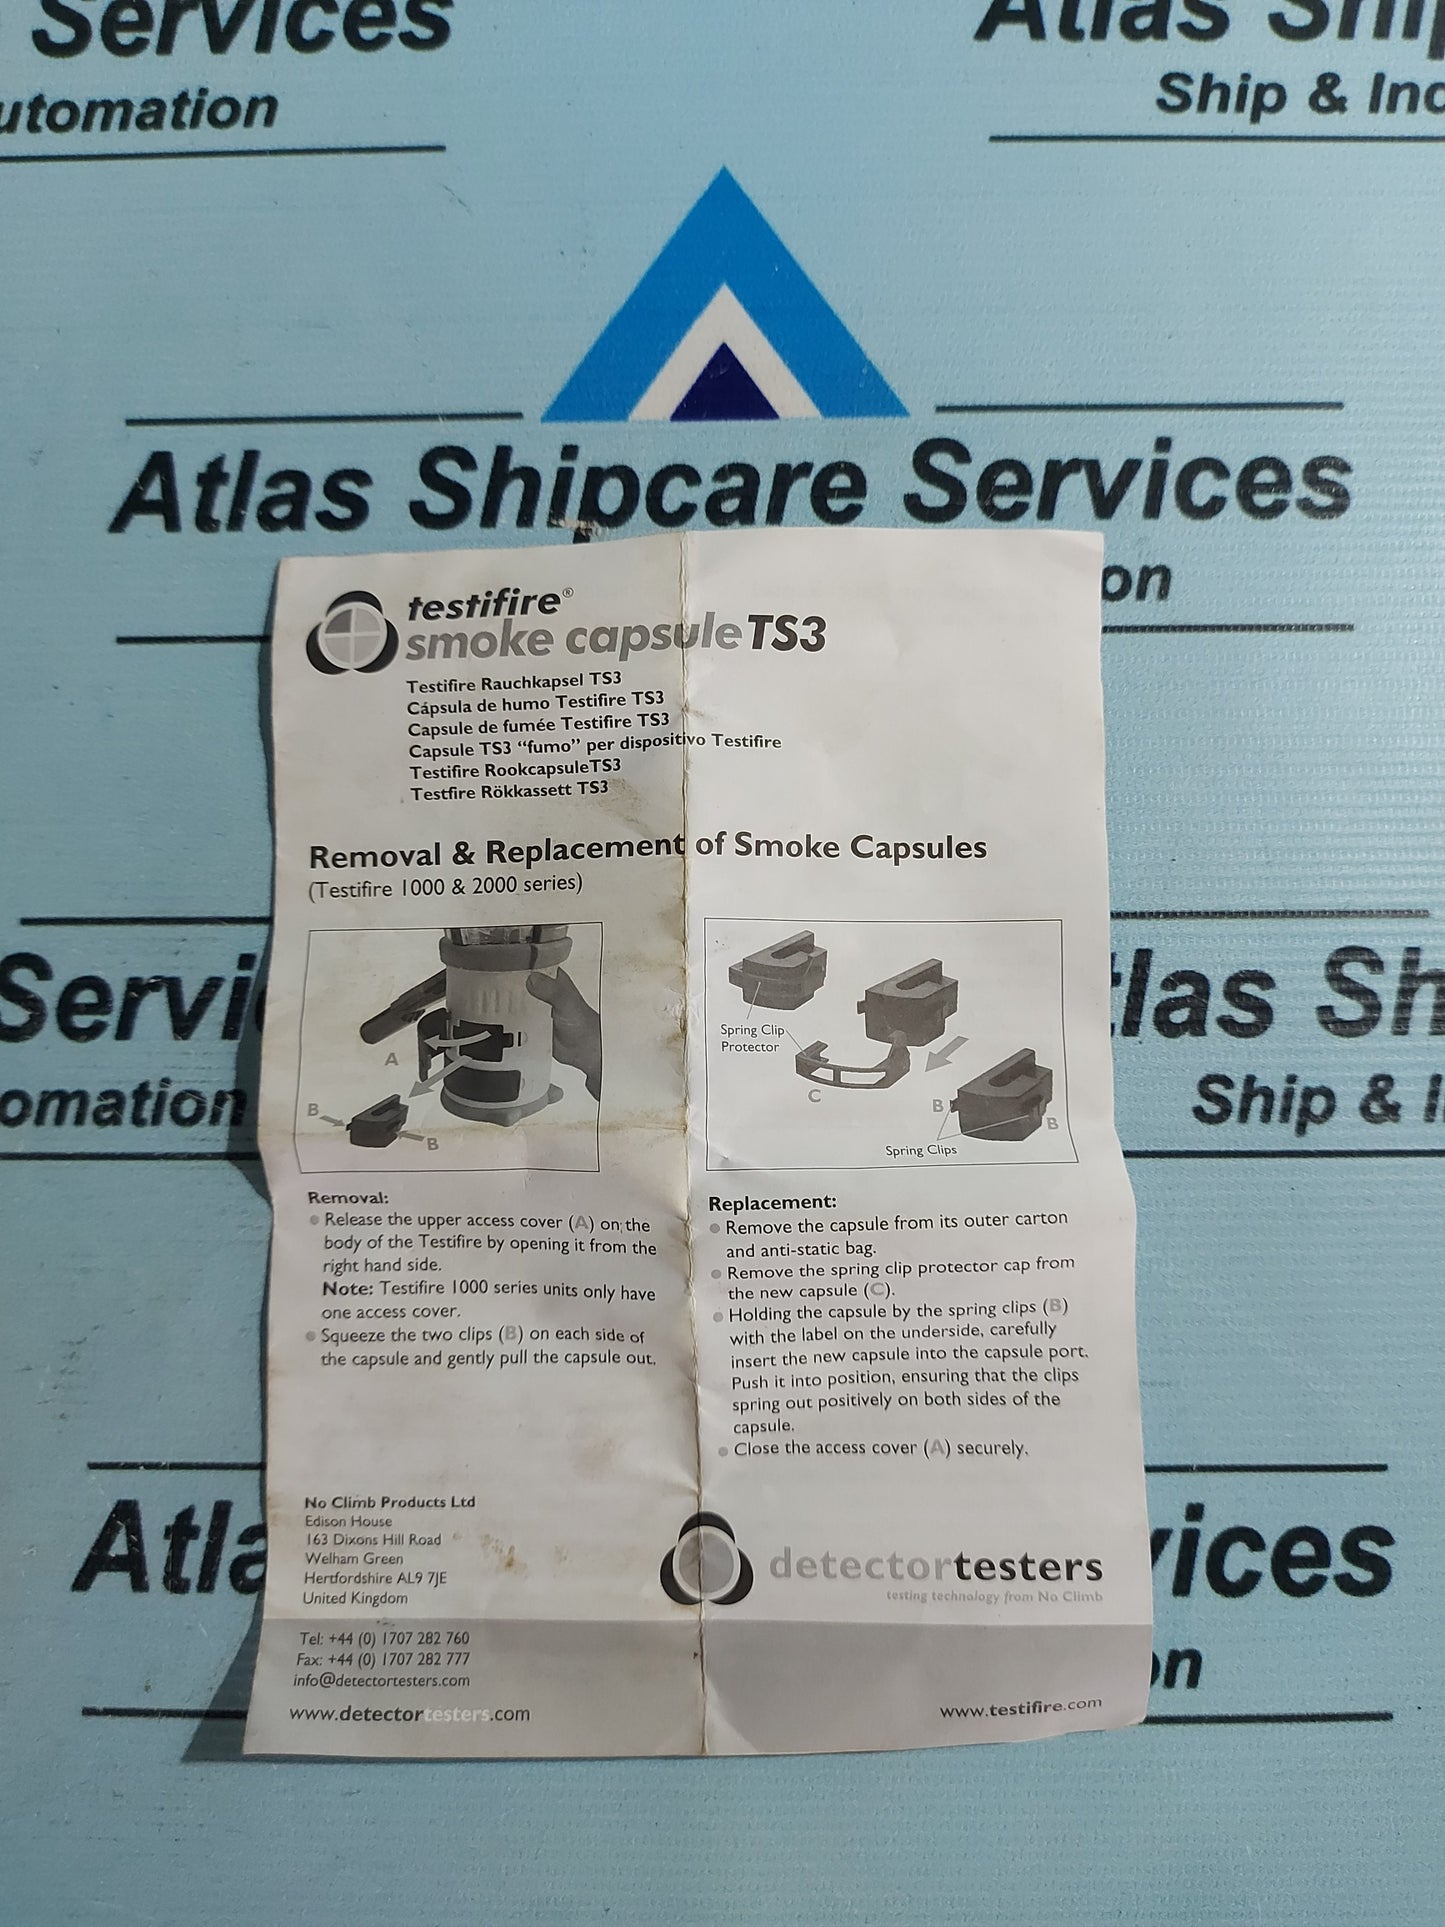 Services
Atlas Ship
utomation
Ship & Ind
Atlas Shipcare Services
on
testifire®
smoke capsule TS3
Testifire Rauchkapsel TS3
Cápsula de humo Testifire TS3
Capsule de fumée Testifire TS3
Capsule TS3 “fumo” per dispositivo Testifire
Testifire RookcapsuleTS3
Testfire Rökkassett TS3
Removal & Replacement of Smoke Capsules
(Testifire 1000 & 2000 series)
Servi
tlas Sh
omation
Ship & I
A
B
B
Spring Clip
Protector
C
B
B
Spring Clips
Removal:
Release the upper access cover (A) on the
body of the Testifire by opening it from the
right hand side.
Note: Testifire 1000 series units only have
one access cover.
Squeeze the two clips (B) on each side of
the capsule and gently pull the capsule out.
Replacement:
Remove the capsule from its outer carton
and anti-static bag.
Remove the spring clip protector cap from
the new capsule (C).
Holding the capsule by the spring clips (B)
with the label on the underside, carefully
insert the new capsule into the capsule port.
Push it into position, ensuring that the clips
spring out positively on both sides of the
capsule.
Close the access cover (A) securely.
Atla
vices
on
No Climb Products Ltd
Edison House
163 Dixons Hill Road
Welham Green
Hertfordshire AL9 7JE
United Kingdom
detectortesters
testing technology from No Climb
Tel: +44 (0) 1707 282 760
Fax: +44 (0) 1707 282 777
info@detectortesters.com
www.detectortesters.com
www.testifire.com